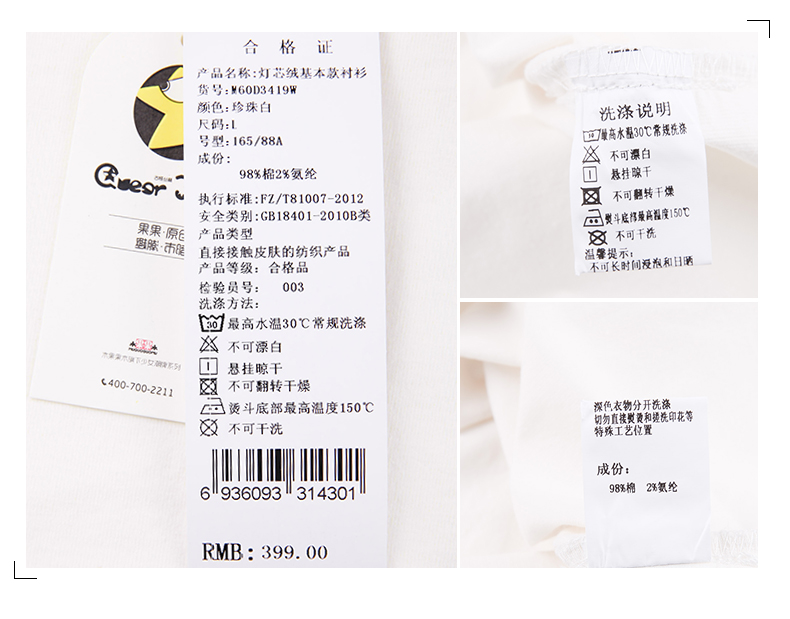 合格证
产品名称:灯芯绒基本款衬衫
货号:M60D3419W
颜色:珍珠白
尺码:L
号型:165/88A
成份:
98%棉2%氨纶
执行标准:FZ/T81007-2012
安全类别:GB18401-2010B类
产品类型
直接接触皮肤的纺织产品
产品等级: 合格品
检验员号: 003
洗涤方法:
30 最高水温30℃常规洗涤
不可漂白
悬挂晾干
不可翻转干燥
熨斗底部最高温度150℃
不可干洗
6 936093 314301
RMB: 399.00
果果·原色
400-700-2211
洗涤说明
30 最高水温30℃常规洗涤
不可漂白
悬挂晾干
不可翻转干燥
熨斗底部最高温度150℃
不可干洗
温馨提示:
不可长时间浸泡和日晒
深色衣物分开洗涤
切勿直接熨烫和搓洗印花等
特殊工艺位置
成份:
98%棉 2%氨纶